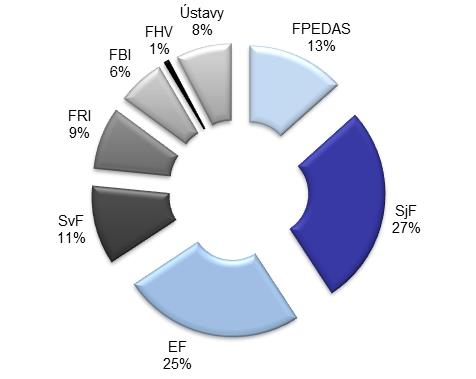 Ústavy
8%
FPEDAS
13%
FHV
1%
FBI
6%
FRI
9%
SjF
27%
SvF
11%
EF
25%